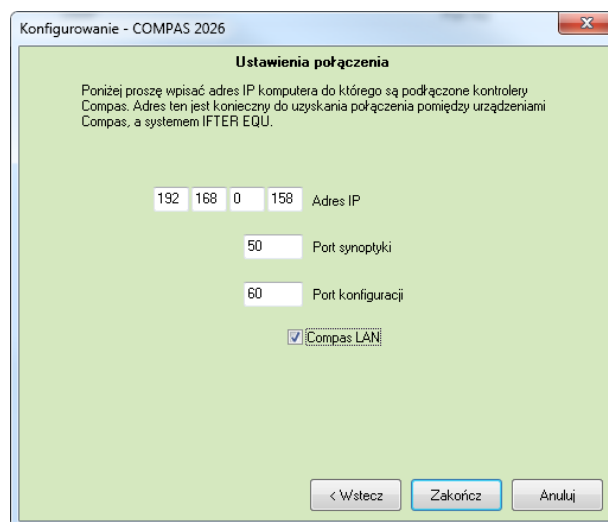 Konfigurowanie - COMPAS 2026
Ustawienia połączenia
Poniżej proszę wpisać adres IP komputera do którego są podłączone kontrolery
Compas. Adres ten jest konieczny do uzyskania połączenia pomiędzy urządzeniami
Compas, a systemem IFTER EQU.
192 168 0 158 Adres IP
50 Port synoptyki
60 Port konfiguracji
Compas LAN
< Wstecz Zakończ Anuluj